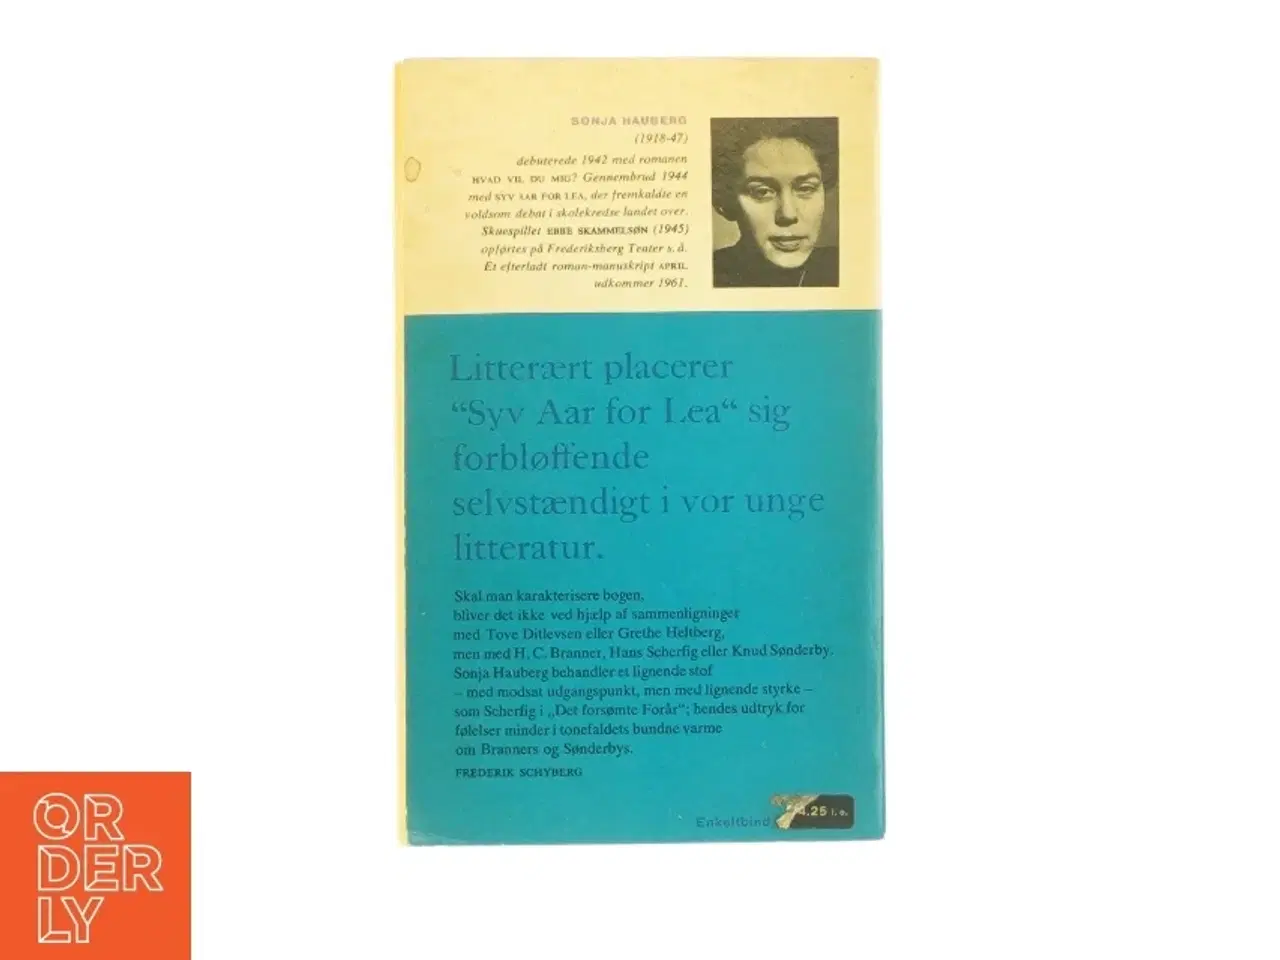 SONJA HAUBERG
(1918-47)
debuterede 1942 med romanen
HVAD VIL DU MIG? Gennembrud 1944
med SYV AAR FOR LEA, der fremkaldte en
voldsom debat i skolekredse landet over.
Skuespillet EBBE SKAMMELSØN (1945)
opførtes på Frederiksberg Teater s. å.
Et efterladt roman-manuskript APRIL
udkommer 1961.
Litterært placerer
“Syv Aar for Lea“ sig
forbløffende
selvstændigt i vor unge
litteratur.
Skal man karakterisere bogen,
bliver det ikke ved hjælp af sammenligninger
med Tove Ditlevsen eller Grethe Heltberg,
men med H. C. Branner, Hans Scherfig eller Knud Sønderby.
Sonja Hauberg behandler et lignende stof
– med modsat udgangspunkt, men med lignende styrke –
som Scherfig i „Det forsømte Forår“; hendes udtryk for
følelser minder i tonefaldets bundne varme
om Branners og Sønderbys.
FREDERIK SCHYBERG
Enkeltbind 4.25 i. o.
OR
DER
LY